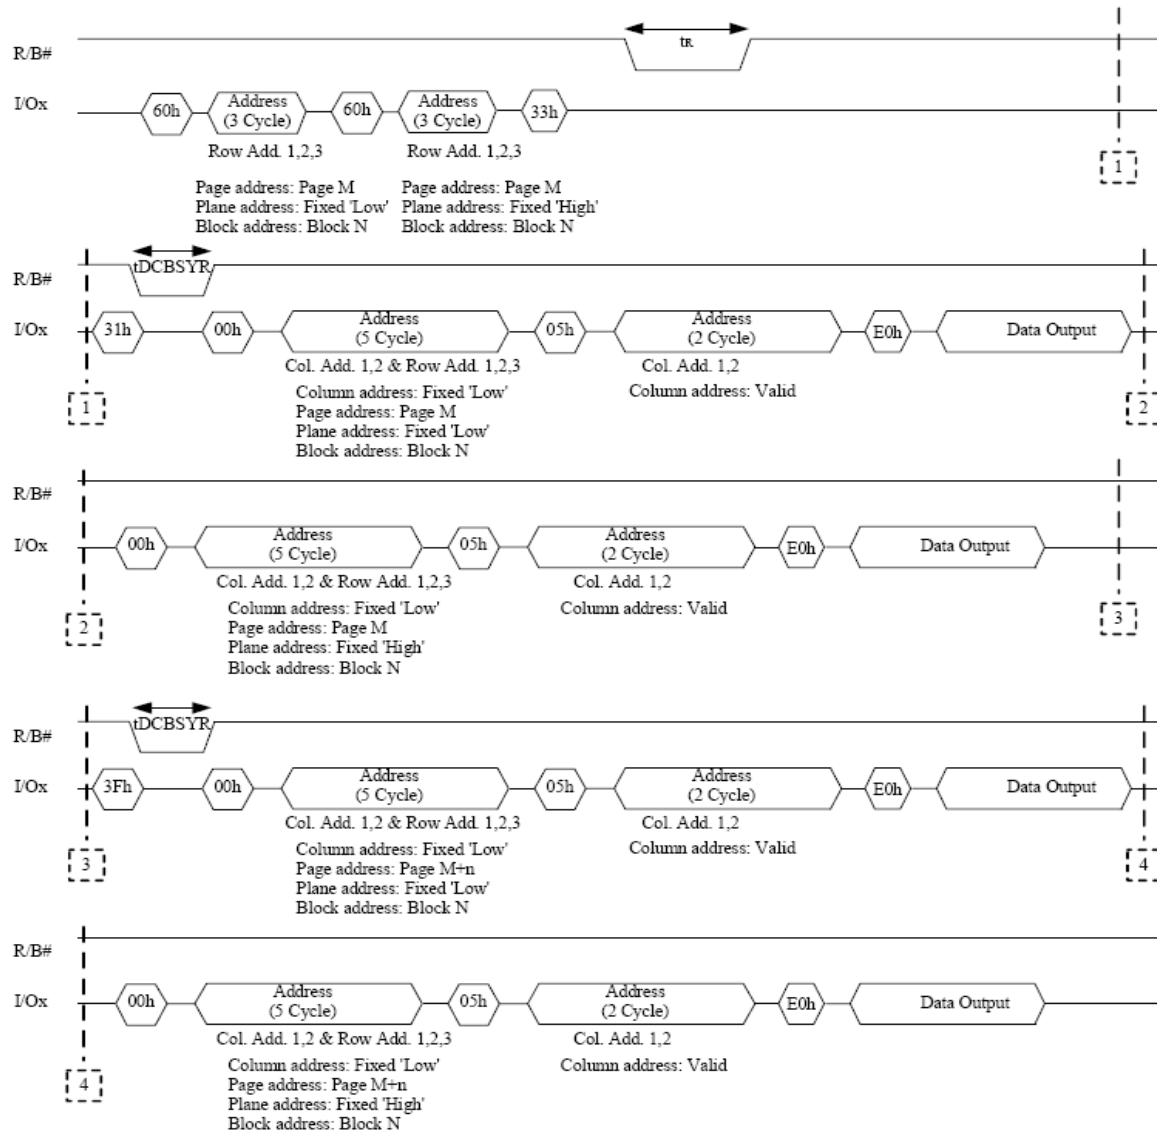 R/B#
tR
I/Ox
60h
Address
(3 Cycle)
60h
Address
(3 Cycle)
33h
Row Add. 1,2,3
Row Add. 1,2,3
1
Page address: Page M
Plane address: Fixed 'Low'
Block address: Block N
Page address: Page M
Plane address: Fixed 'High'
Block address: Block N
R/B#
tDCBSYR
I/Ox
31h
00h
Address
(5 Cycle)
05h
Address
(2 Cycle)
E0h
Data Output
Col. Add. 1,2 & Row Add. 1,2,3
Col. Add. 1,2
Column address: Fixed 'Low'
Page address: Page M
Plane address: Fixed 'Low'
Block address: Block N
Column address: Valid
1
2
R/B#
I/Ox
00h
Address
(5 Cycle)
05h
Address
(2 Cycle)
E0h
Data Output
Col. Add. 1,2 & Row Add. 1,2,3
Col. Add. 1,2
Column address: Fixed 'Low'
Page address: Page M
Plane address: Fixed 'High'
Block address: Block N
Column address: Valid
2
3
R/B#
tDCBSYR
I/Ox
3Fh
00h
Address
(5 Cycle)
05h
Address
(2 Cycle)
E0h
Data Output
Col. Add. 1,2 & Row Add. 1,2,3
Col. Add. 1,2
Column address: Fixed 'Low'
Page address: Page M+n
Plane address: Fixed 'Low'
Block address: Block N
Column address: Valid
3
4
R/B#
I/Ox
00h
Address
(5 Cycle)
05h
Address
(2 Cycle)
E0h
Data Output
Col. Add. 1,2 & Row Add. 1,2,3
Col. Add. 1,2
Column address: Fixed 'Low'
Page address: Page M+n
Plane address: Fixed 'High'
Block address: Block N
Column address: Valid
4